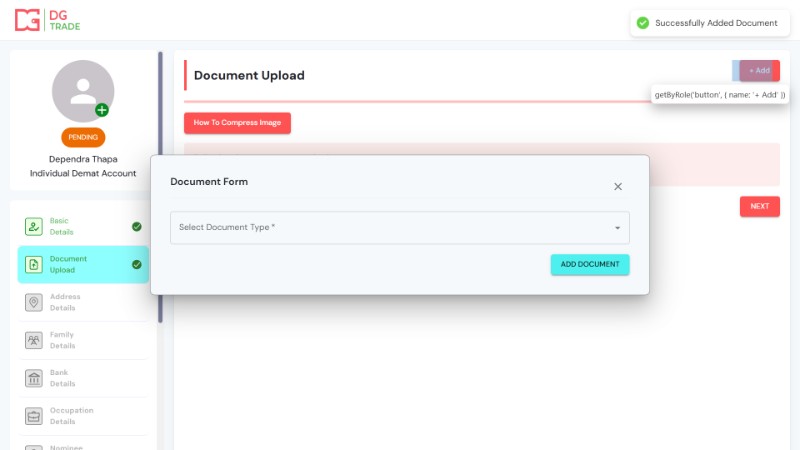 DG
TRADE
Successfully Added Document
Document Upload
+ Add
getByRole('button', { name: '+ Add' })
How To Compress Image
PENDING
Dependra Thapa
Individual Demat Account
Document Form
Select Document Type *
ADD DOCUMENT
NEXT
Basic
Details
Document
Upload
Address
Details
Family
Details
Bank
Details
Occupation
Details
Nominee